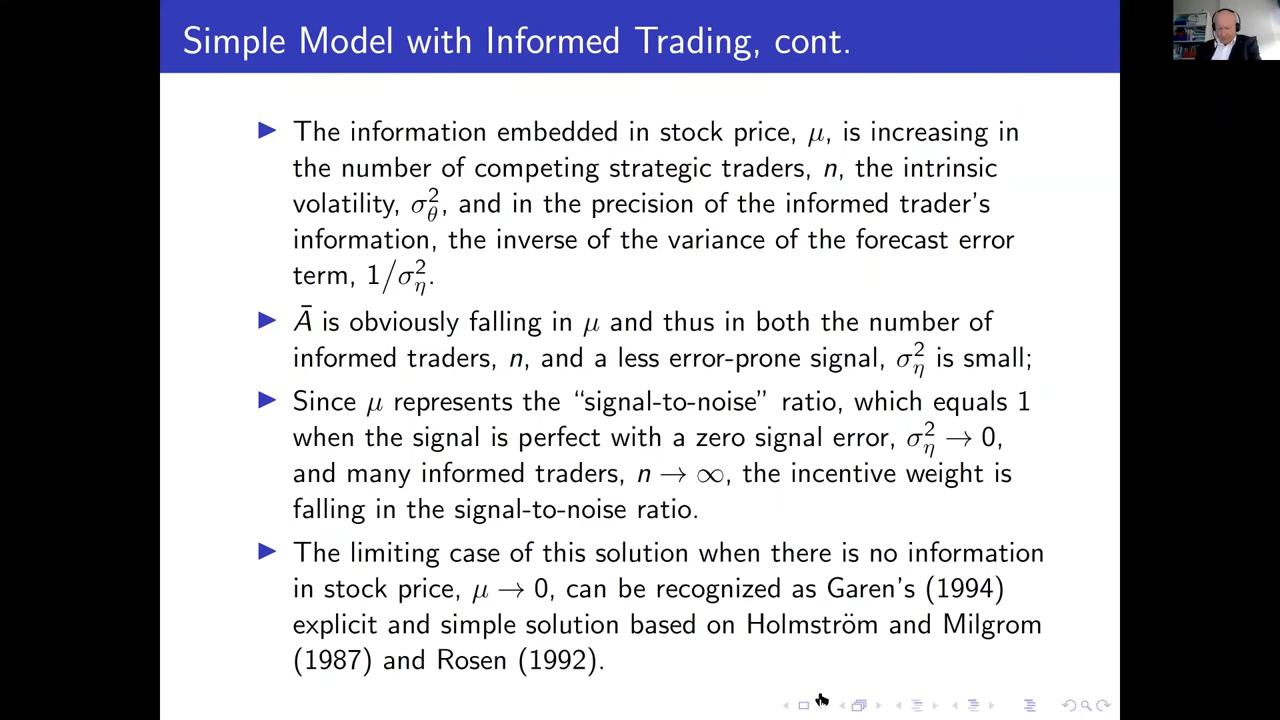 Simple Model with Informed Trading, cont.
The information embedded in stock price, μ, is increasing in
the number of competing strategic traders, n, the intrinsic
volatility, σ²_θ, and in the precision of the informed trader's
information, the inverse of the variance of the forecast error
term, 1/σ²_η.
Ā is obviously falling in μ and thus in both the number of
informed traders, n, and a less error-prone signal, σ²_η is small;
Since μ represents the “signal-to-noise” ratio, which equals 1
when the signal is perfect with a zero signal error, σ²_η → 0,
and many informed traders, n → ∞, the incentive weight is
falling in the signal-to-noise ratio.
The limiting case of this solution when there is no information
in stock price, μ → 0, can be recognized as Garen's (1994)
explicit and simple solution based on Holmström and Milgrom
(1987) and Rosen (1992).